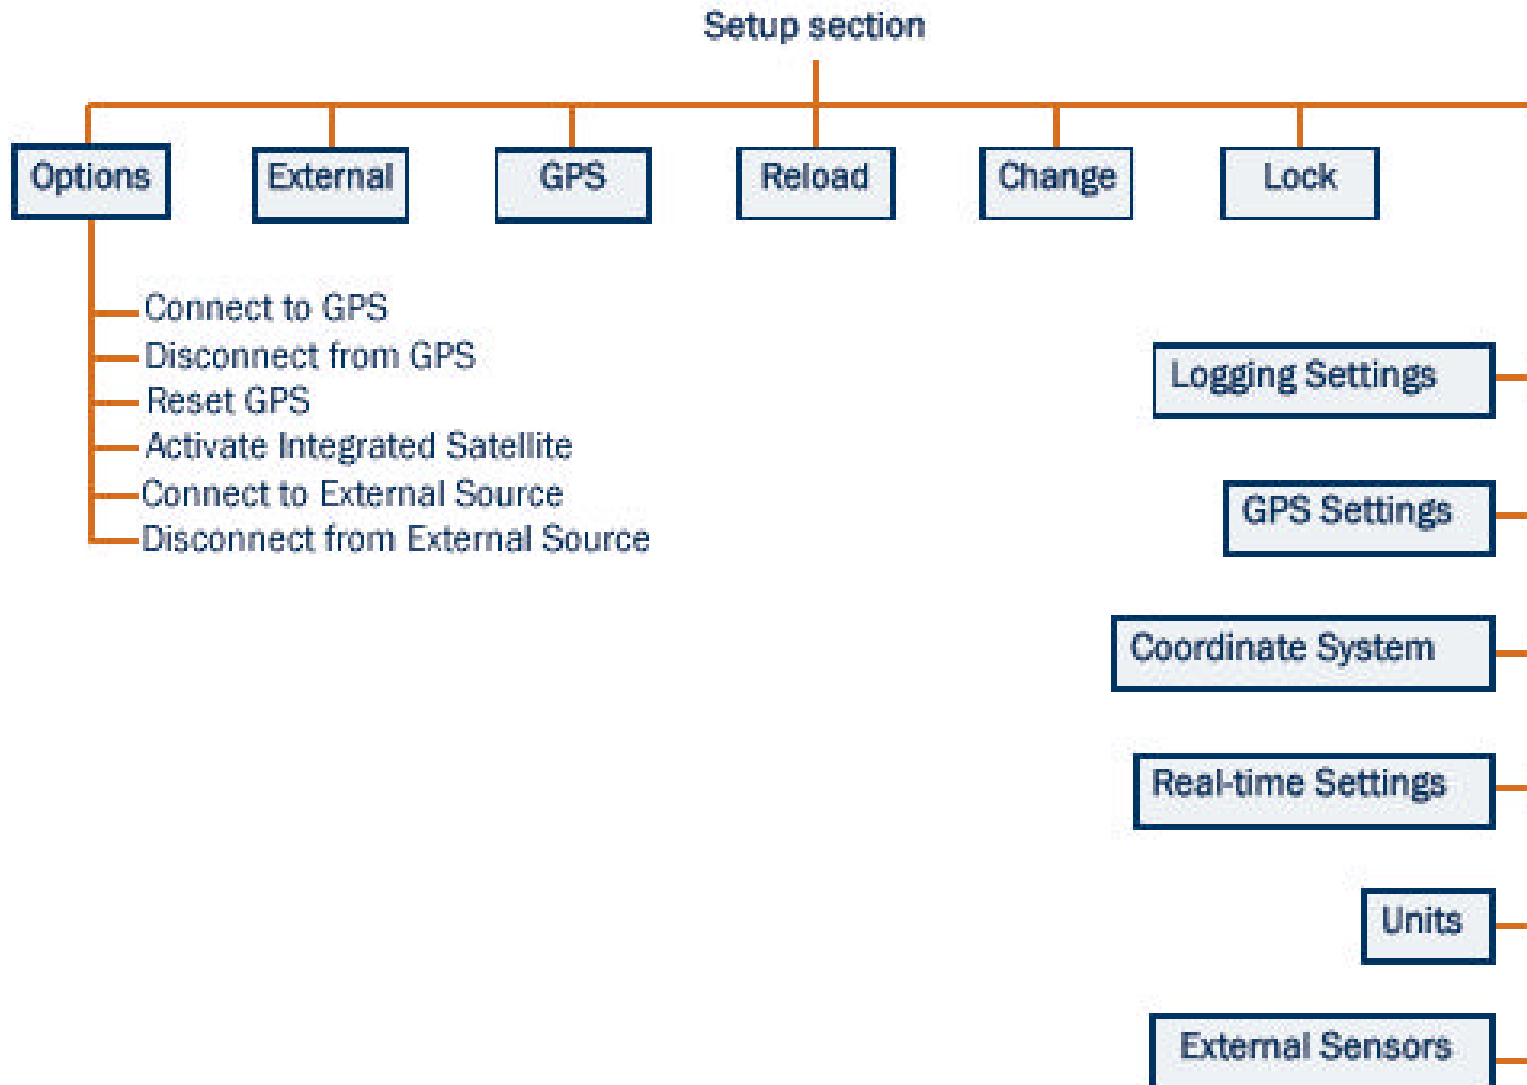 Setup section
Options
External
GPS
Reload
Change
Lock
Connect to GPS
Disconnect from GPS
Reset GPS
Activate Integrated Satellite
Connect to External Source
Disconnect from External Source
Logging Settings
GPS Settings
Coordinate System
Real-time Settings
Units
External Sensors